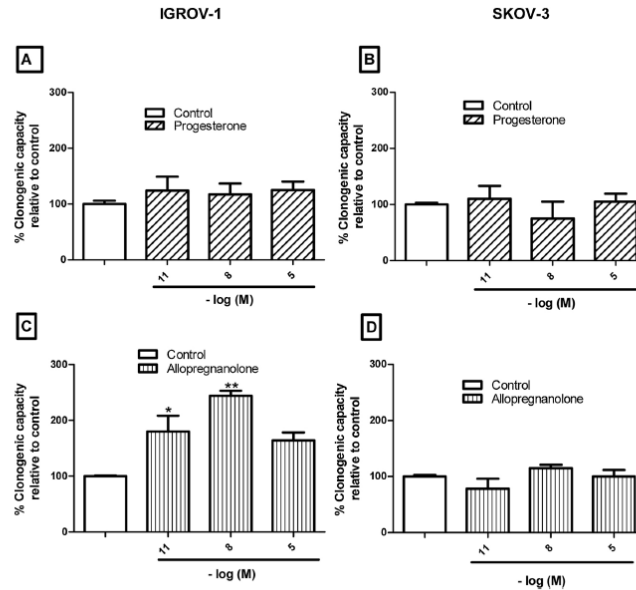 IGROV-1
SKOV-3
A
% Clonogenic capacity
relative to control
300
200
100
0
Control
Progesterone
11
8
5
- log (M)
B
% Clonogenic capacity
relative to control
300
200
100
0
Control
Progesterone
11
8
5
- log (M)
C
% Clonogenic capacity
relative to control
300
200
100
0
Control
Allopregnanolone
*
**
11
8
5
- log (M)
D
% Clonogenic capacity
relative to control
300
200
100
0
Control
Allopregnanolone
11
8
5
- log (M)